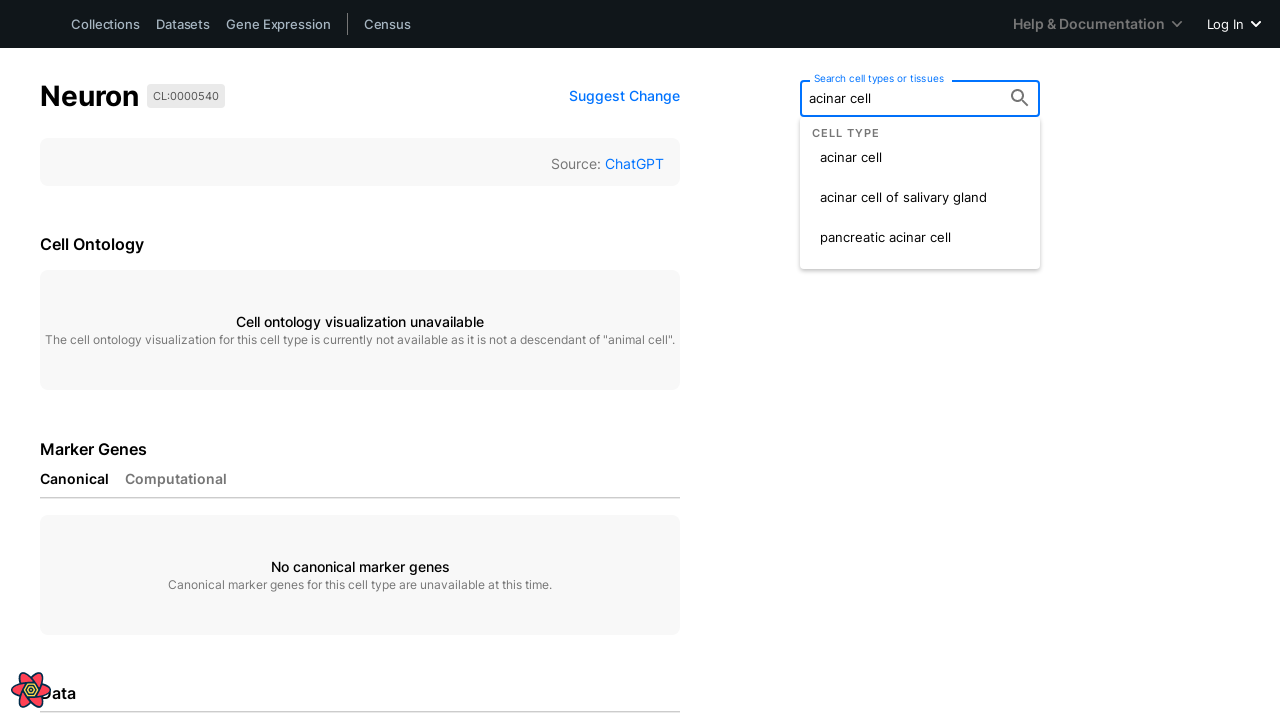 Collections Datasets Gene Expression Census Help & Documentation Log In
Neuron CL:0000540 Suggest Change
Source: ChatGPT
Cell Ontology
Cell ontology visualization unavailable
The cell ontology visualization for this cell type is currently not available as it is not a descendant of "animal cell".
Marker Genes
Canonical Computational
No canonical marker genes
Canonical marker genes for this cell type are unavailable at this time.
Data
Search cell types or tissues
acinar cell
CELL TYPE
acinar cell
acinar cell of salivary gland
pancreatic acinar cell